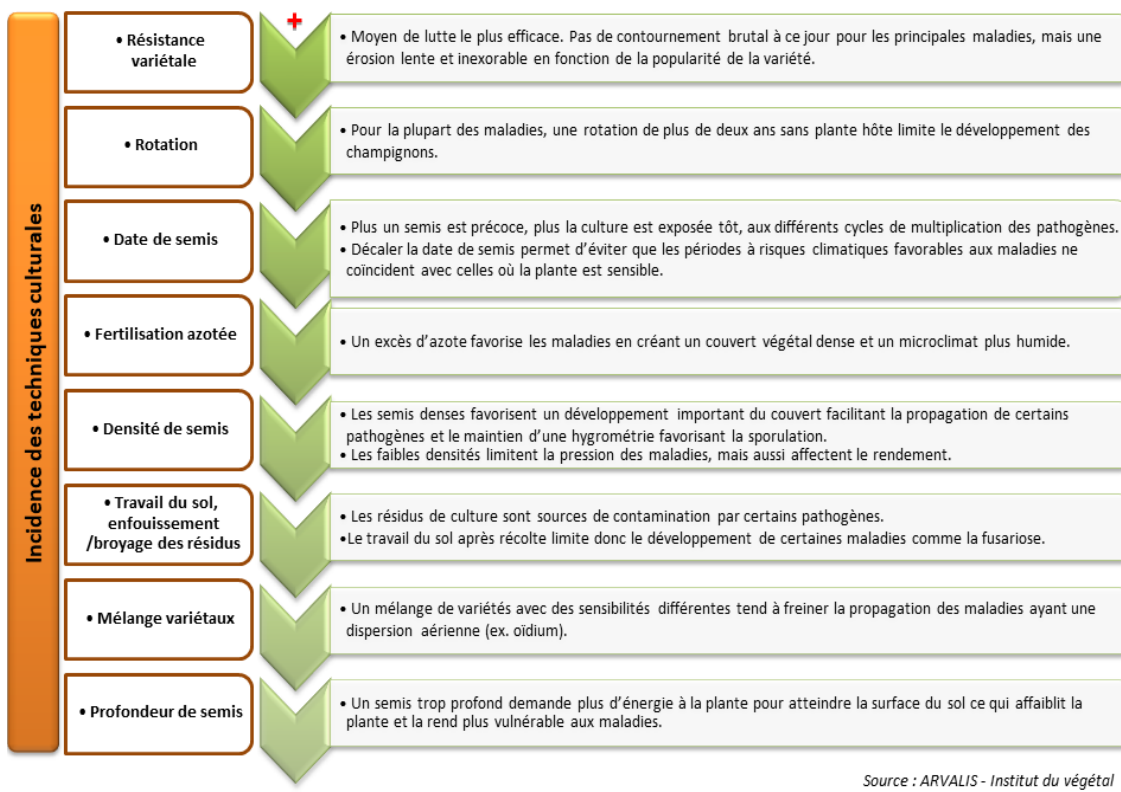 Incidence des techniques culturales
+
• Résistance
variétale
• Moyen de lutte le plus efficace. Pas de contournement brutal à ce jour pour les principales maladies, mais une
érosion lente et inexorable en fonction de la popularité de la variété.
• Rotation
• Pour la plupart des maladies, une rotation de plus de deux ans sans plante hôte limite le développement des
champignons.
• Date de semis
• Plus un semis est précoce, plus la culture est exposée tôt, aux différents cycles de multiplication des pathogènes.
• Décaler la date de semis permet d'éviter que les périodes à risques climatiques favorables aux maladies ne
coïncident avec celles où la plante est sensible.
• Fertilisation azotée
• Un excès d'azote favorise les maladies en créant un couvert végétal dense et un microclimat plus humide.
• Densité de semis
• Les semis denses favorisent un développement important du couvert facilitant la propagation de certains
pathogènes et le maintien d'une hygrométrie favorisant la sporulation.
• Les faibles densités limitent la pression des maladies, mais aussi affectent le rendement.
• Travail du sol,
enfouissement
/broyage des résidus
• Les résidus de culture sont sources de contamination par certains pathogènes.
•Le travail du sol après récolte limite donc le développement de certaines maladies comme la fusariose.
• Mélange variétaux
• Un mélange de variétés avec des sensibilités différentes tend à freiner la propagation des maladies ayant une
dispersion aérienne (ex. oïdium).
• Profondeur de semis
• Un semis trop profond demande plus d'énergie à la plante pour atteindre la surface du sol ce qui affaiblit la
plante et la rend plus vulnérable aux maladies.
Source : ARVALIS - Institut du végétal